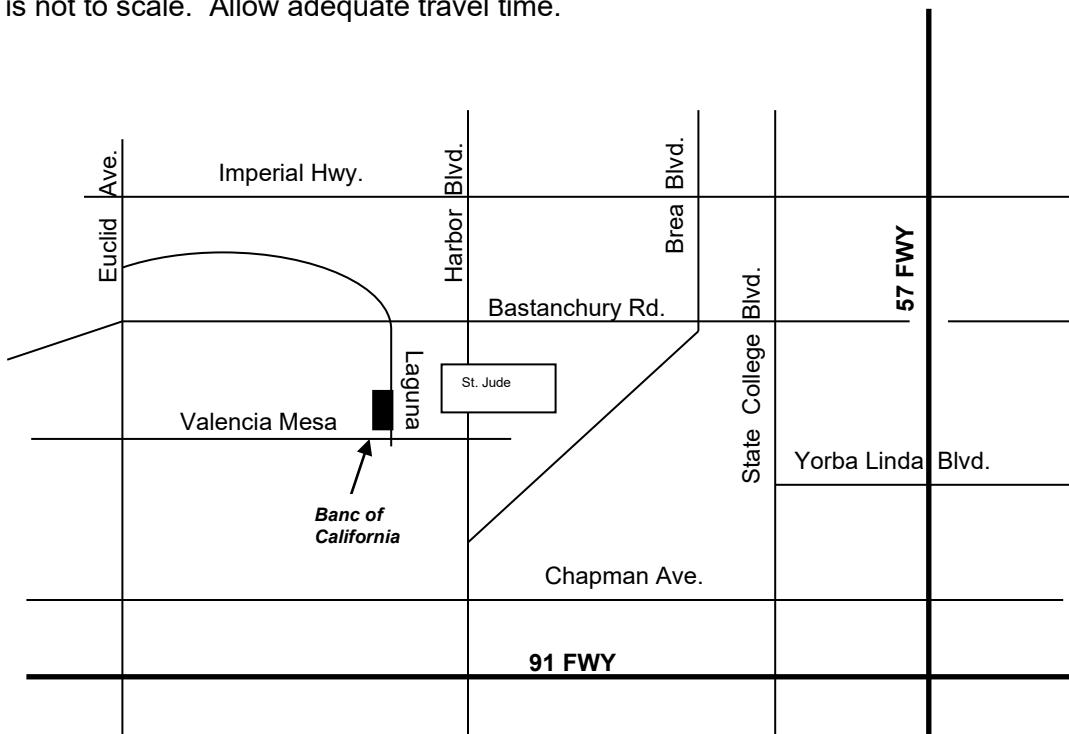 is not to scale.  Allow adequate travel time.
Euclid Ave.
Imperial Hwy.
Harbor Blvd.
Brea Blvd.
57 FWY
State College Blvd.
Bastanchury Rd.
Laguna
St. Jude
Valencia Mesa
Yorba Linda Blvd.
Banc of
California
Chapman Ave.
91 FWY